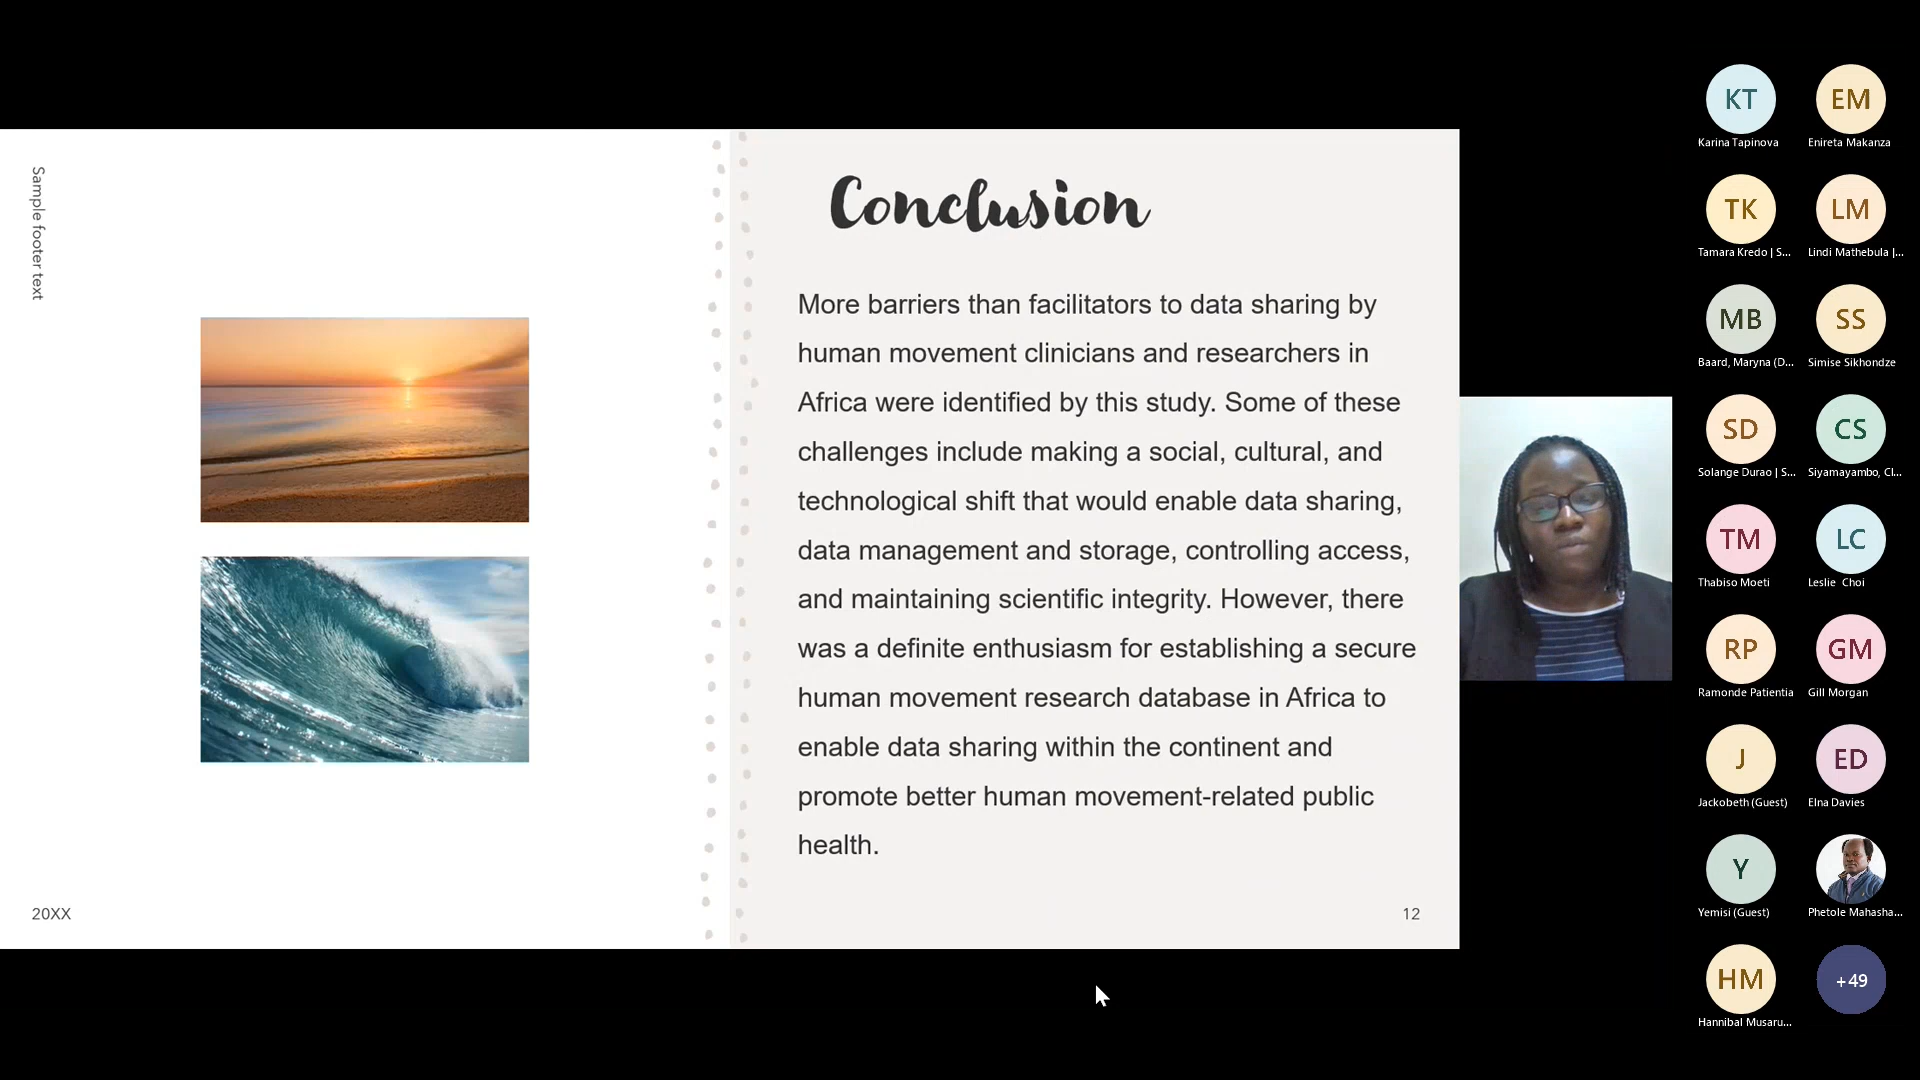 Sample footer text
Conclusion
More barriers than facilitators to data sharing by
human movement clinicians and researchers in
Africa were identified by this study. Some of these
challenges include making a social, cultural, and
technological shift that would enable data sharing,
data management and storage, controlling access,
and maintaining scientific integrity. However, there
was a definite enthusiasm for establishing a secure
human movement research database in Africa to
enable data sharing within the continent and
promote better human movement-related public
health.
20XX
12
KT
EM
Karina Tapinova
Enireta Makanza
TK
LM
Tamara Kredo | S...
Lindi Mathebula |...
MB
SS
Baard, Maryna (D...
Simise Sikhondze
SD
CS
Solange Durao | S...
Siyamayambo, Cl...
TM
LC
Thabiso Moeti
Leslie Choi
RP
GM
Ramonde Patientia
Gill Morgan
J
ED
Jackobeth (Guest)
Elna Davies
Y
Yemisi (Guest)
Phetole Mahasha...
HM
+49
Hannibal Musaru...